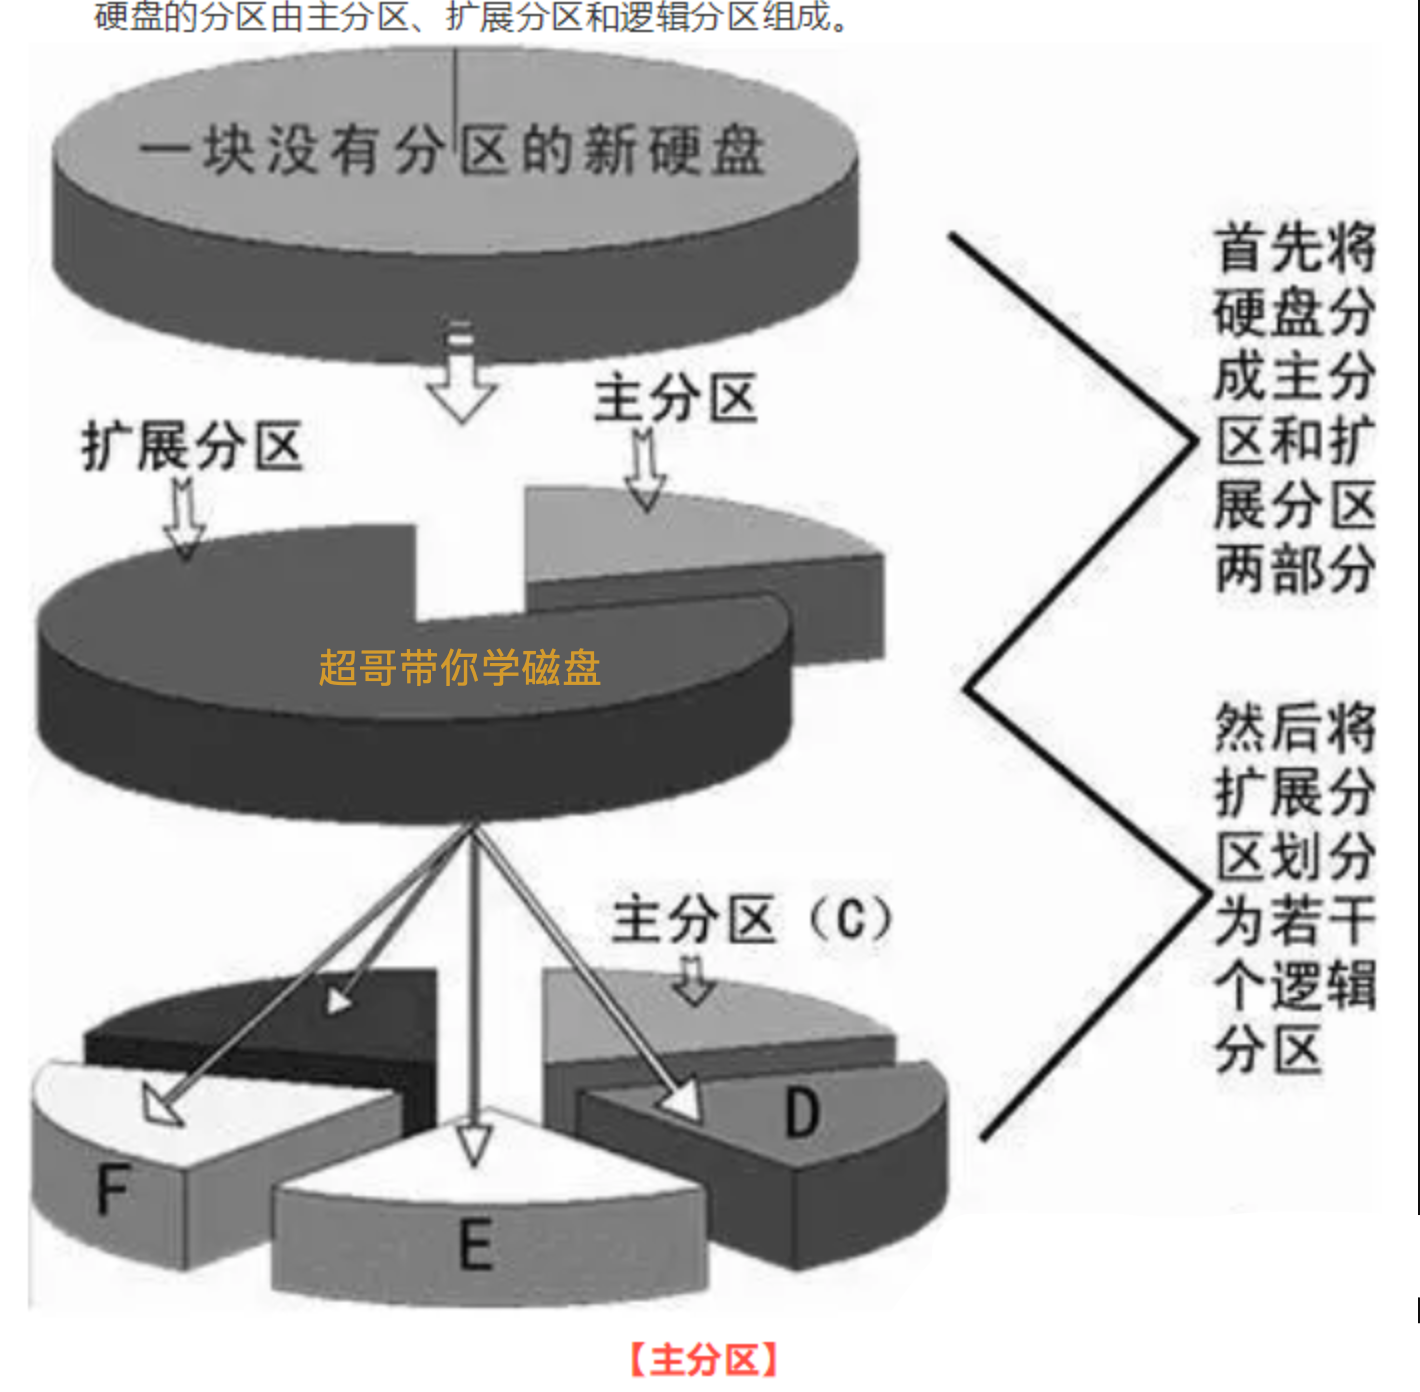 硬盘的分区由主分区、扩展分区和逻辑分区组成。
一块没有分区的新硬盘
主分区
扩展分区
超哥带你学磁盘
首先将
硬盘分
成主分
区和扩
展分区
两部分
然后将
扩展分
区划分
为若干
个逻辑
分区
主分区（C）
D
F
E
【主分区】